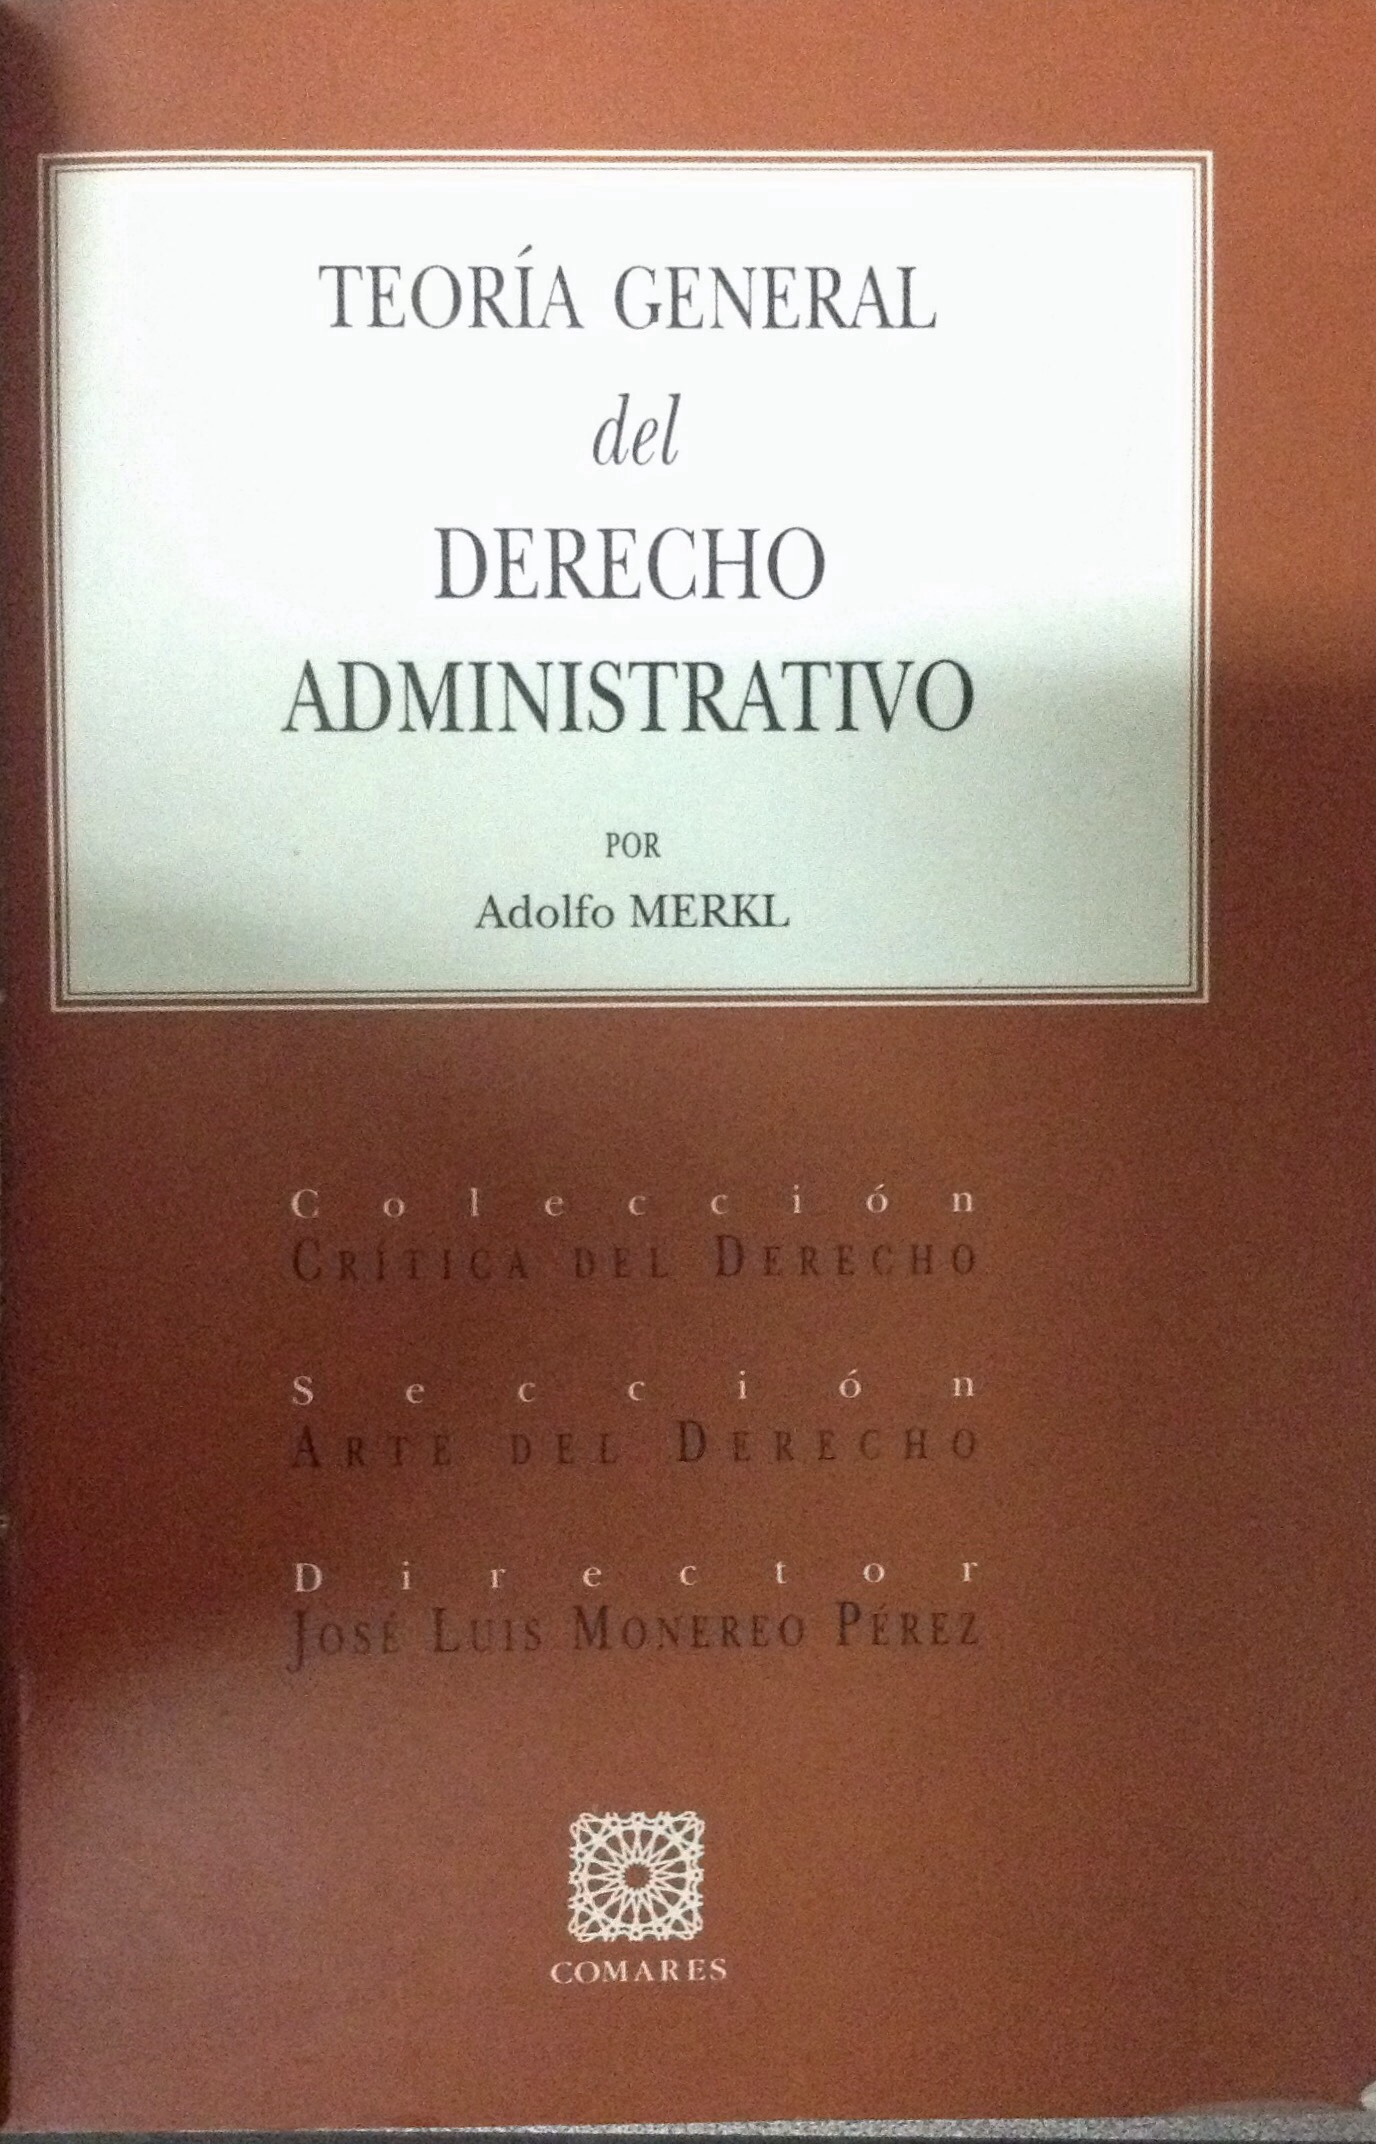 TEORÍA GENERAL
del
DERECHO
ADMINISTRATIVO
POR
Adolfo MERKL
Colección
CRÍTICA DEL DERECHO
Sección
ARTE DEL DERECHO
Director
JOSÉ LUIS MONEREO PÉREZ
COMARES